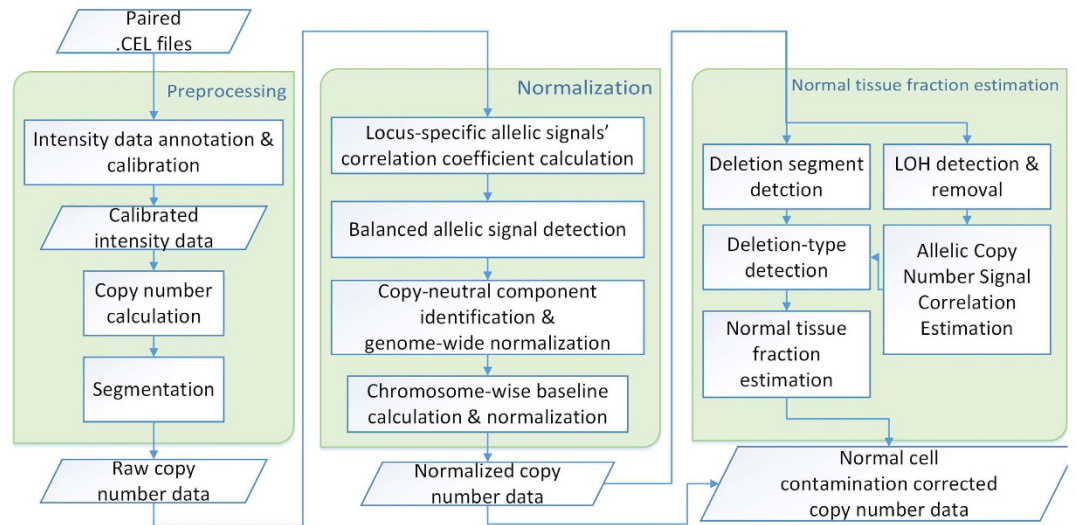 Paired
.CEL files
Preprocessing
Intensity data annotation &
calibration
Calibrated
intensity data
Copy number
calculation
Segmentation
Raw copy
number data
Normalization
Locus-specific allelic signals’
correlation coefficient calculation
Balanced allelic signal detection
Copy-neutral component
identification &
genome-wide normalization
Chromosome-wise baseline
calculation & normalization
Normalized copy
number data
Normal tissue fraction estimation
Deletion segment
detction
Deletion-type
detection
Normal tissue
fraction
estimation
LOH detection &
removal
Allelic Copy
Number Signal
Correlation
Estimation
Normal cell
contamination corrected
copy number data